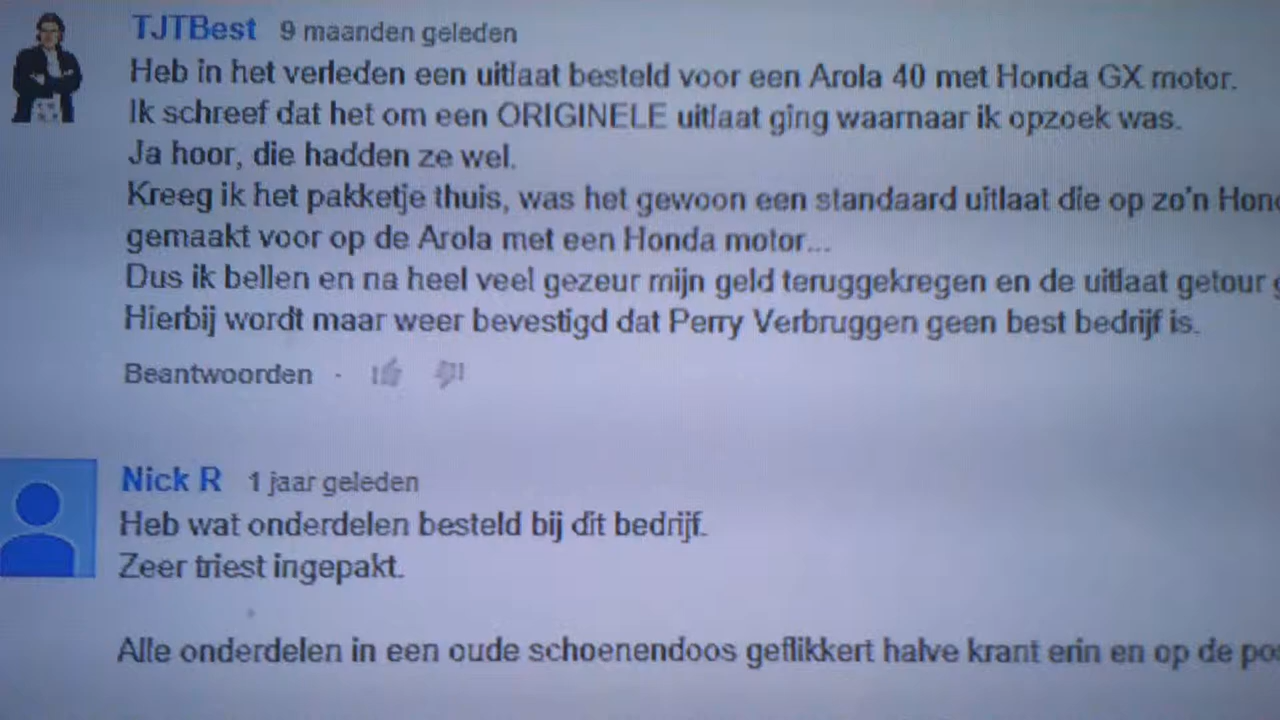 TJTBest 9 maanden geleden
Heb in het verleden een uitlaat besteld voor een Arola 40 met Honda GX motor.
Ik schreef dat het om een ORIGINELE uitlaat ging waarnaar ik opzoek was.
Ja hoor, die hadden ze wel.
Kreeg ik het pakketje thuis, was het gewoon een standaard uitlaat die op zo'n
gemaakt voor op de Arola met een Honda motor...
Dus ik bellen en na heel veel gezeur mijn geld teruggekregen en de uitlaat getour
Hierbij wordt maar weer bevestigd dat Perry Verbruggen geen best bedrijf is.
Beantwoorden ·
Nick R 1 jaar geleden
Heb wat onderdelen besteld bij dit bedrijf.
Zeer triest ingepakt.
Alle onderdelen in een oude schoenendoos geflikkert halve krant erin en op de